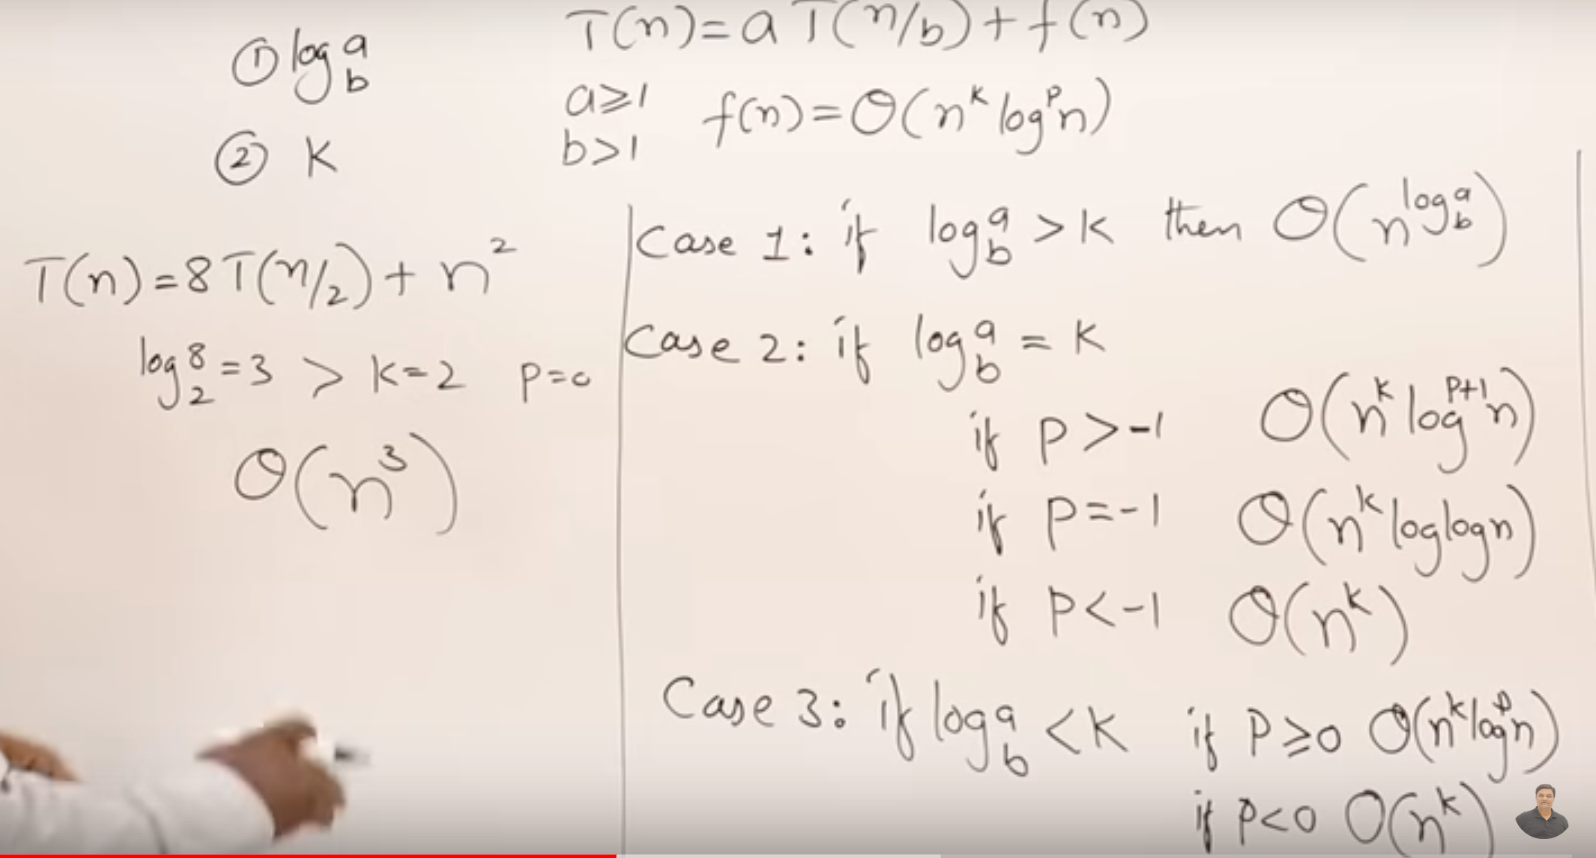 ① log_b a
② K
T(n) = 8 T(n/2) + n²
log_2 8 = 3 > K = 2 p = 0
Θ(n³)
T(n) = a T(n/b) + f(n)
a ≥ 1
b > 1
f(n) = Θ(n^k log^p n)
Case 1: if log_b a > K then Θ(n^(log_b a))
Case 2: if log_b a = K
if P > -1 Θ(n^k log^(p+1) n)
if P = -1 Θ(n^k loglogn)
if P < -1 Θ(n^k)
Case 3: if log_b a < K if P ≥ 0 Θ(n^k log^p n)
if P < 0 Θ(n^k)